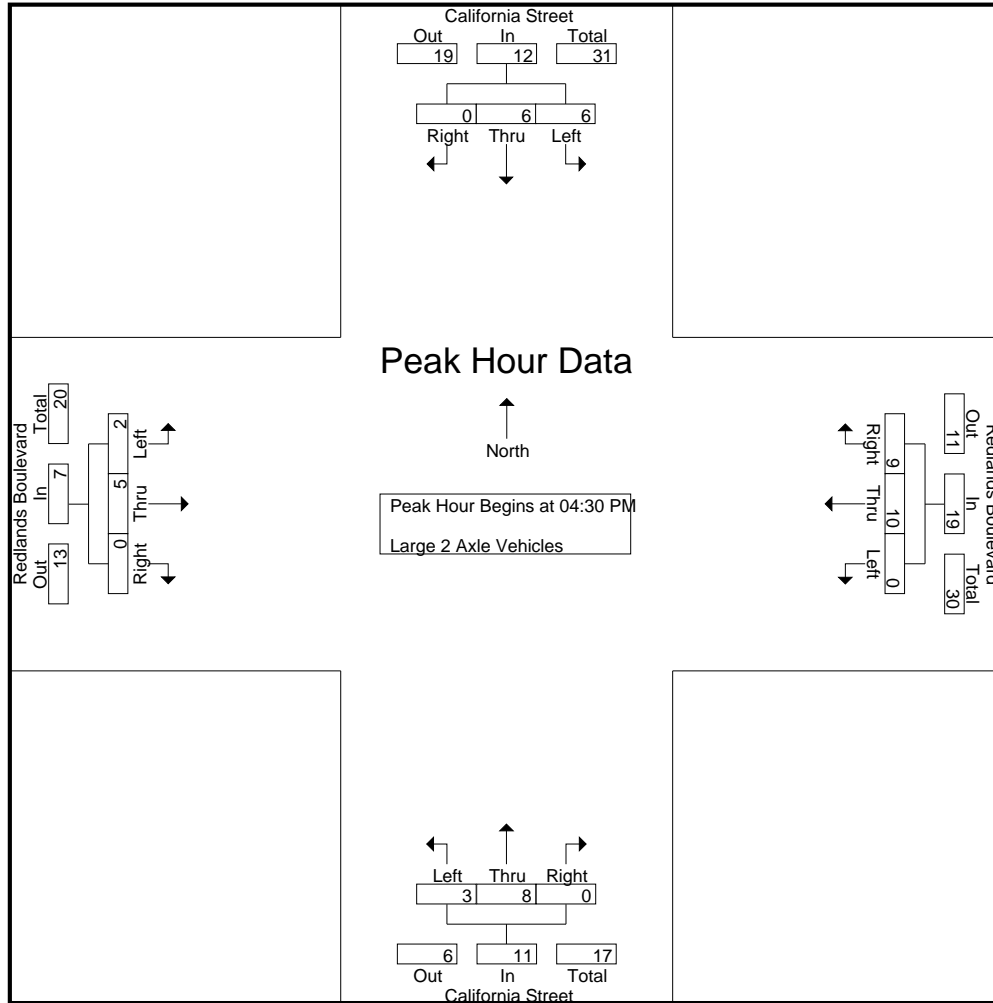 California Street
Out In Total
19 12 31
0 6 6
Right Thru Left
Peak Hour Data
North
Peak Hour Begins at 04:30 PM
Large 2 Axle Vehicles
Redlands Boulevard
Total In Out
20 7 13
2 5 0
Left Thru Right
Redlands Boulevard
Out In Total
11 19 30
9 10 0
Right Thru Left
Left Thru Right
3 8 0
6 11 17
Out In Total
California Street